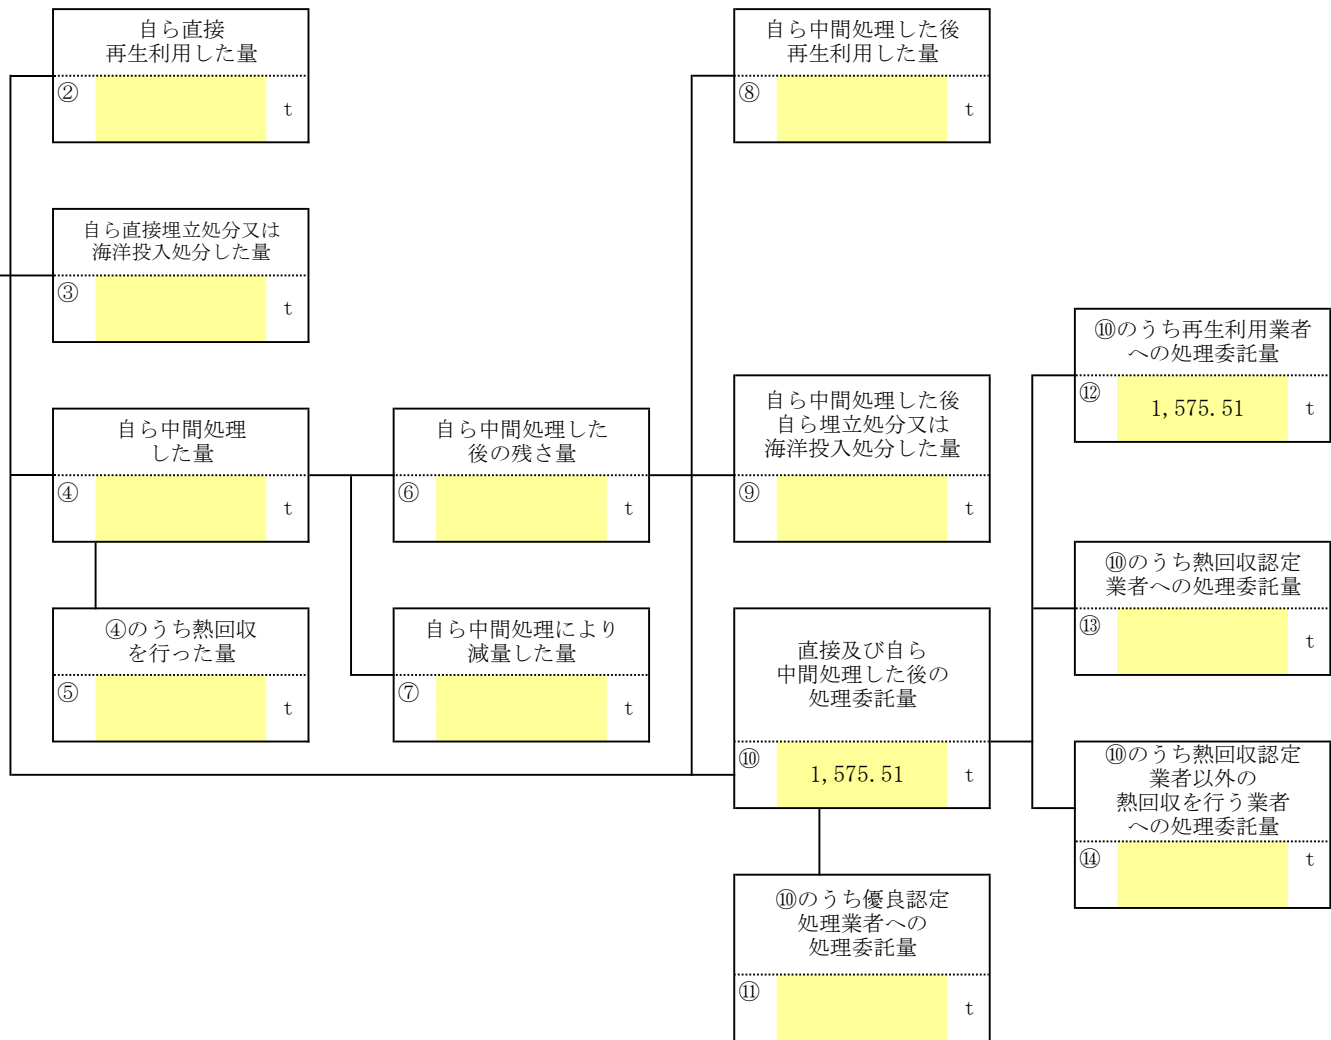 自ら直接
再生利用した量
②
t
自ら中間処理した後
再生利用した量
⑧
t
自ら直接埋立処分又は
海洋投入処分した量
③
t
⑩のうち再生利用業者
への処理委託量
⑫
1,575.51
t
自ら中間処理
した量
④
t
自ら中間処理した
後の残さ量
⑥
t
自ら中間処理した後
自ら埋立処分又は
海洋投入処分した量
⑨
t
⑩のうち熱回収認定
業者への処理委託量
⑬
t
④のうち熱回収
を行った量
⑤
t
自ら中間処理により
減量した量
⑦
t
直接及び自ら
中間処理した後の
処理委託量
⑩
1,575.51
t
⑩のうち熱回収認定
業者以外の
熱回収を行う業者
への処理委託量
⑭
t
⑩のうち優良認定
処理業者への
処理委託量
⑪
t